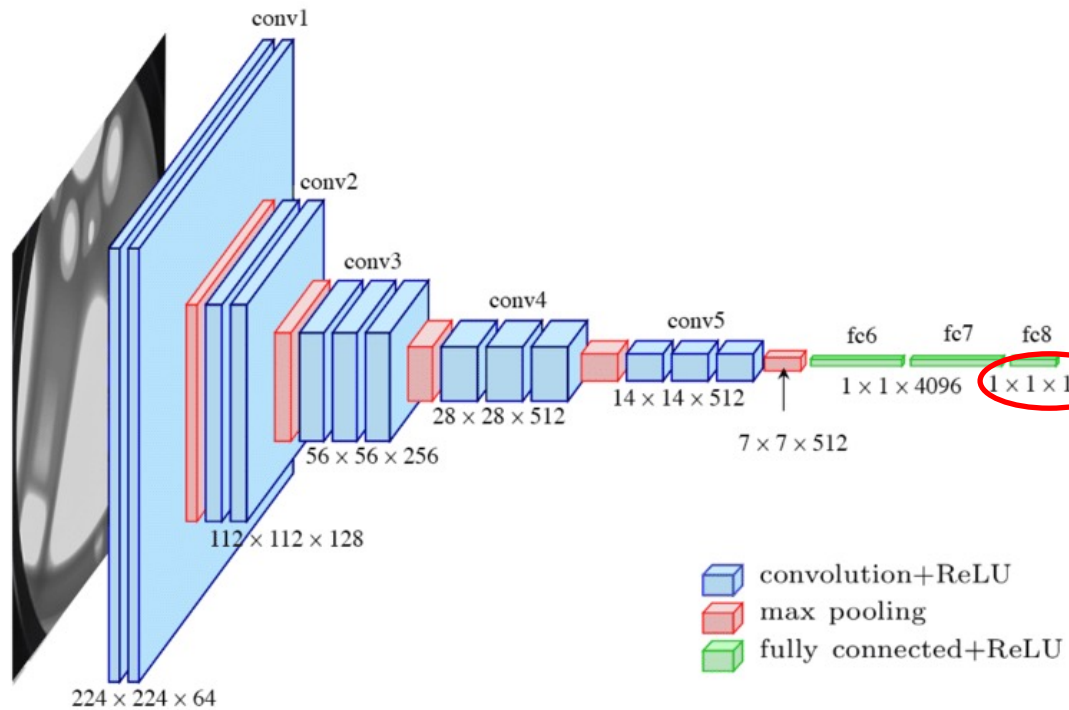 conv1
conv2
conv3
conv4
conv5
fc6
fc7
fc8
1 × 1 × 4096
1 × 1 × 1
14 × 14 × 512
28 × 28 × 512
7 × 7 × 512
56 × 56 × 256
112 × 112 × 128
224 × 224 × 64
convolution+ReLU
max pooling
fully connected+ReLU